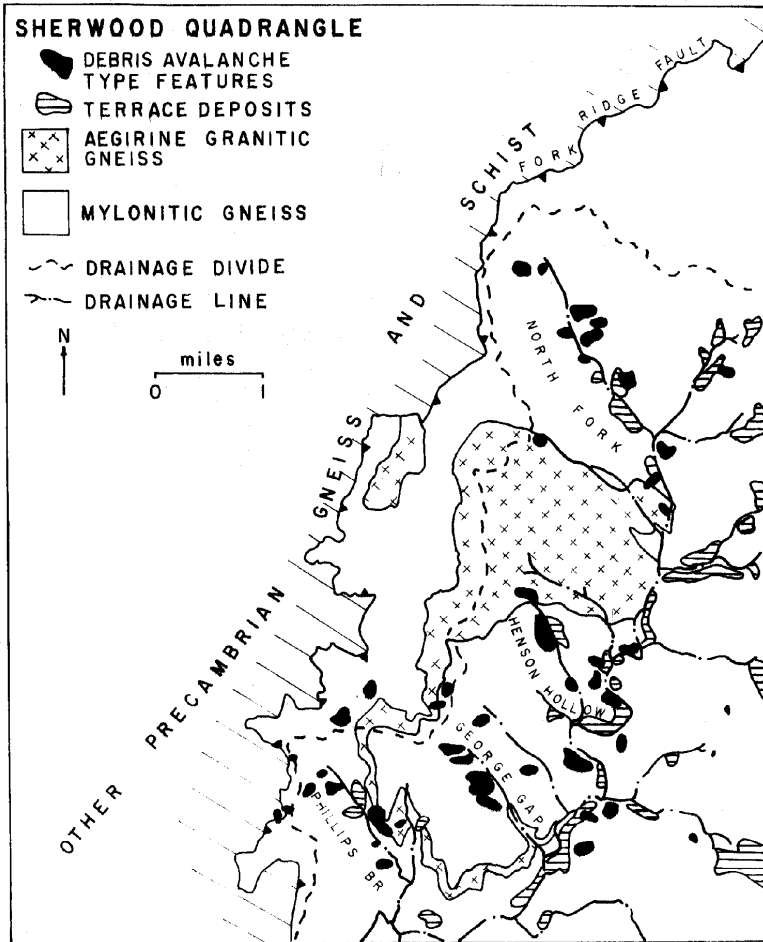 SHERWOOD QUADRANGLE
DEBRIS AVALANCHE
TYPE FEATURES
TERRACE DEPOSITS
AEGIRINE GRANITIC
GNEISS
MYLONITIC GNEISS
DRAINAGE DIVIDE
DRAINAGE LINE
N
miles
0 1
OTHER PRECAMBRIAN GNEISS AND SCHIST
FORK RIDGE FAULT
NORTH FORK
HENSON HOLLOW
GEORGE GAP
PHILLIPS BR